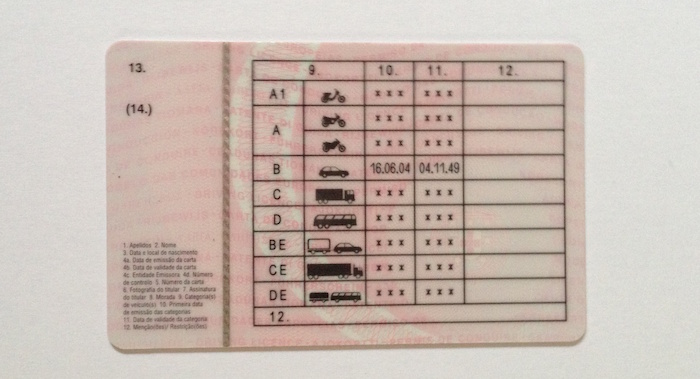 13.
(14.)
9. 10. 11. 12.
A1 x x x x x x
A x x x x x x
x x x x x x
B 16.06.04 04.11.49
C x x x x x x
D x x x x x x
BE x x x x x x
CE x x x x x x
DE x x x x x x
12.
1. Apelidos 2. Nome
3. Data e local de nascimento
4a. Data de emissão da carta
4b. Data de validade da carta
4c. Entidade Emissora 4d. Número
de controlo 5. Número da carta
6. Fotografia do titular 7. Assinatura
do titular 8. Morada 9. Categoria(s)
de veículo(s) 10. Primeira data
de emissão das categorias
11. Data de validade da categoria
12. Menção(ões)/ Restrição(ões)